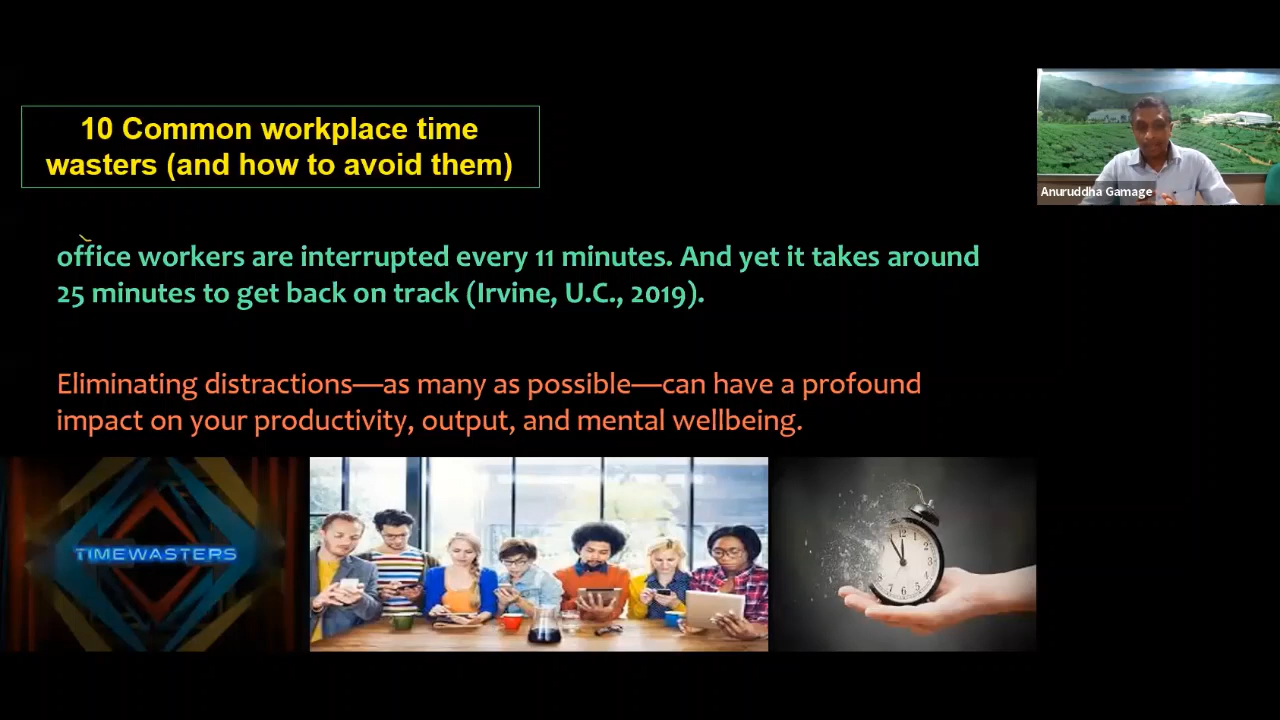 10 Common workplace time
wasters (and how to avoid them)
Anuruddha Gamage
office workers are interrupted every 11 minutes. And yet it takes around
25 minutes to get back on track (Irvine, U.C., 2019).
Eliminating distractions—as many as possible—can have a profound
impact on your productivity, output, and mental wellbeing.
TIMEWASTERS